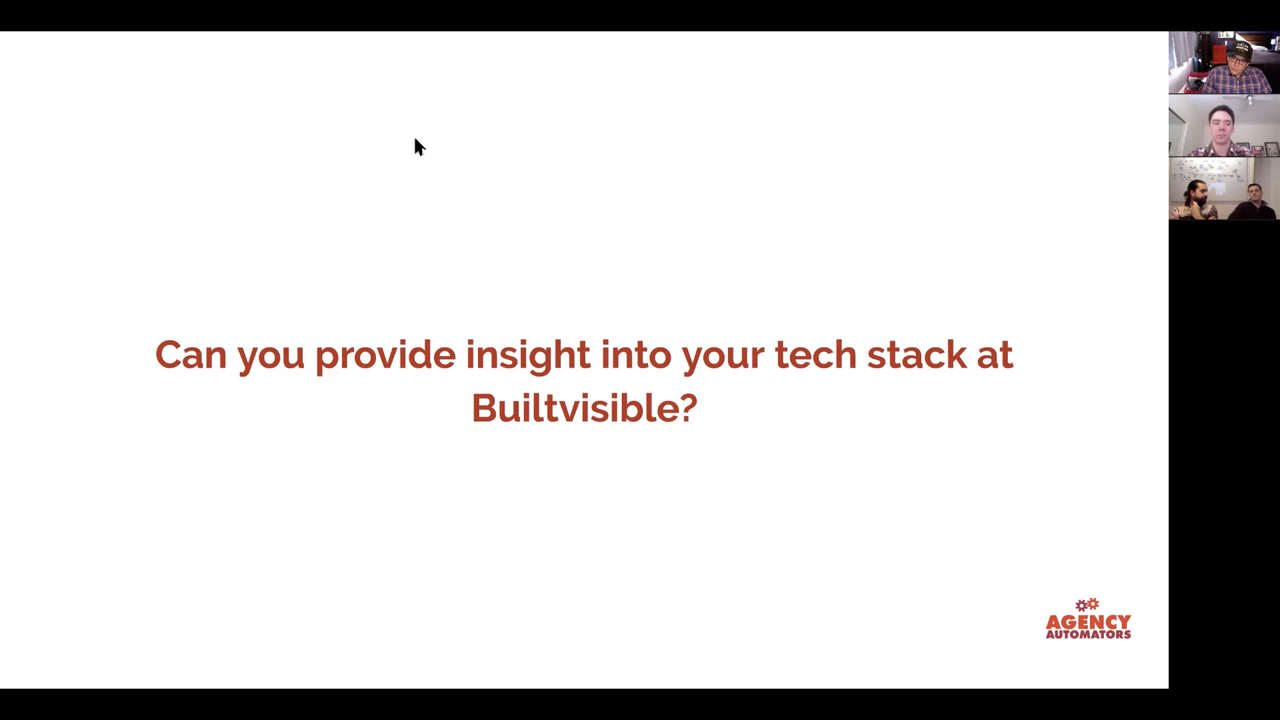 Can you provide insight into your tech stack at
Builtvisible?
AGENCY
AUTOMATORS